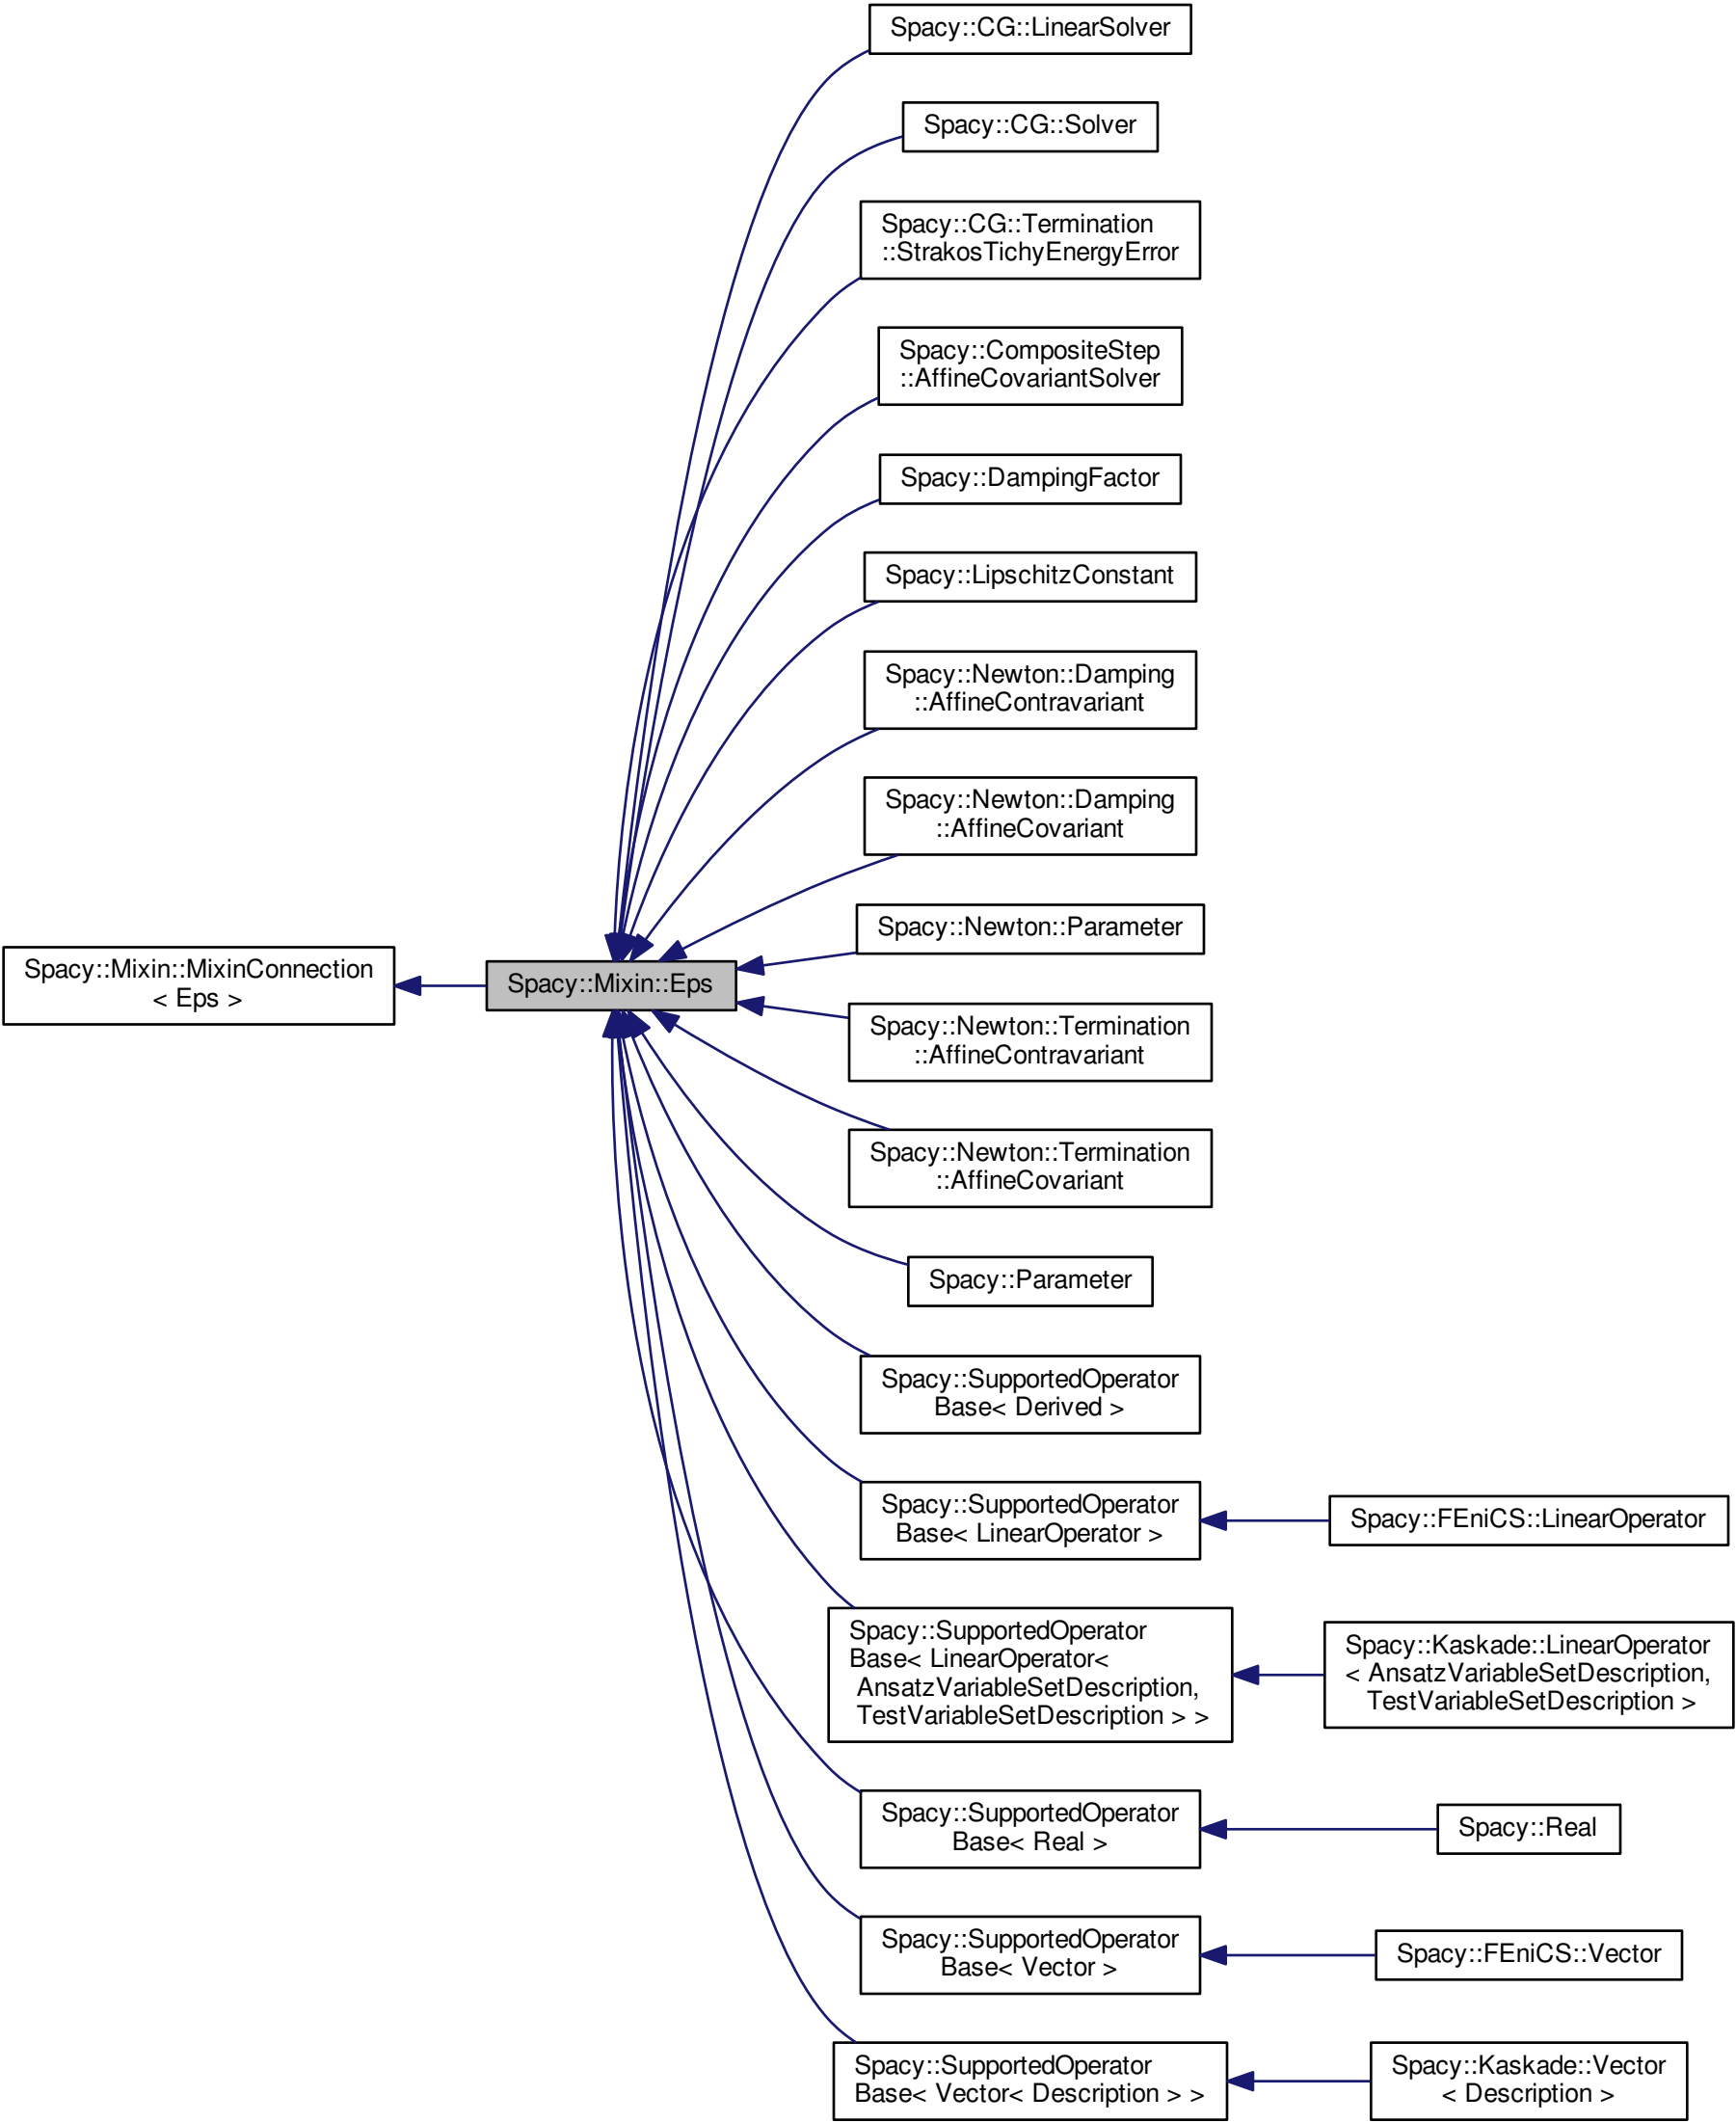 Spacy::CG::LinearSolver
Spacy::CG::Solver
Spacy::CG::Termination
::StrakosTichyEnergyError
Spacy::CompositeStep
::AffineCovariantSolver
Spacy::DampingFactor
Spacy::LipschitzConstant
Spacy::Newton::Damping
::AffineContravariant
Spacy::Newton::Damping
::AffineCovariant
Spacy::Newton::Parameter
Spacy::Mixin::MixinConnection
< Eps >
Spacy::Mixin::Eps
Spacy::Newton::Termination
::AffineContravariant
Spacy::Newton::Termination
::AffineCovariant
Spacy::Parameter
Spacy::SupportedOperator
Base< Derived >
Spacy::SupportedOperator
Base< LinearOperator >
Spacy::FEniCS::LinearOperator
Spacy::SupportedOperator
Base< LinearOperator<
AnsatzVariableSetDescription,
TestVariableSetDescription > >
Spacy::Kaskade::LinearOperator
< AnsatzVariableSetDescription,
TestVariableSetDescription >
Spacy::SupportedOperator
Base< Real >
Spacy::Real
Spacy::SupportedOperator
Base< Vector >
Spacy::FEniCS::Vector
Spacy::SupportedOperator
Base< Vector< Description > >
Spacy::Kaskade::Vector
< Description >